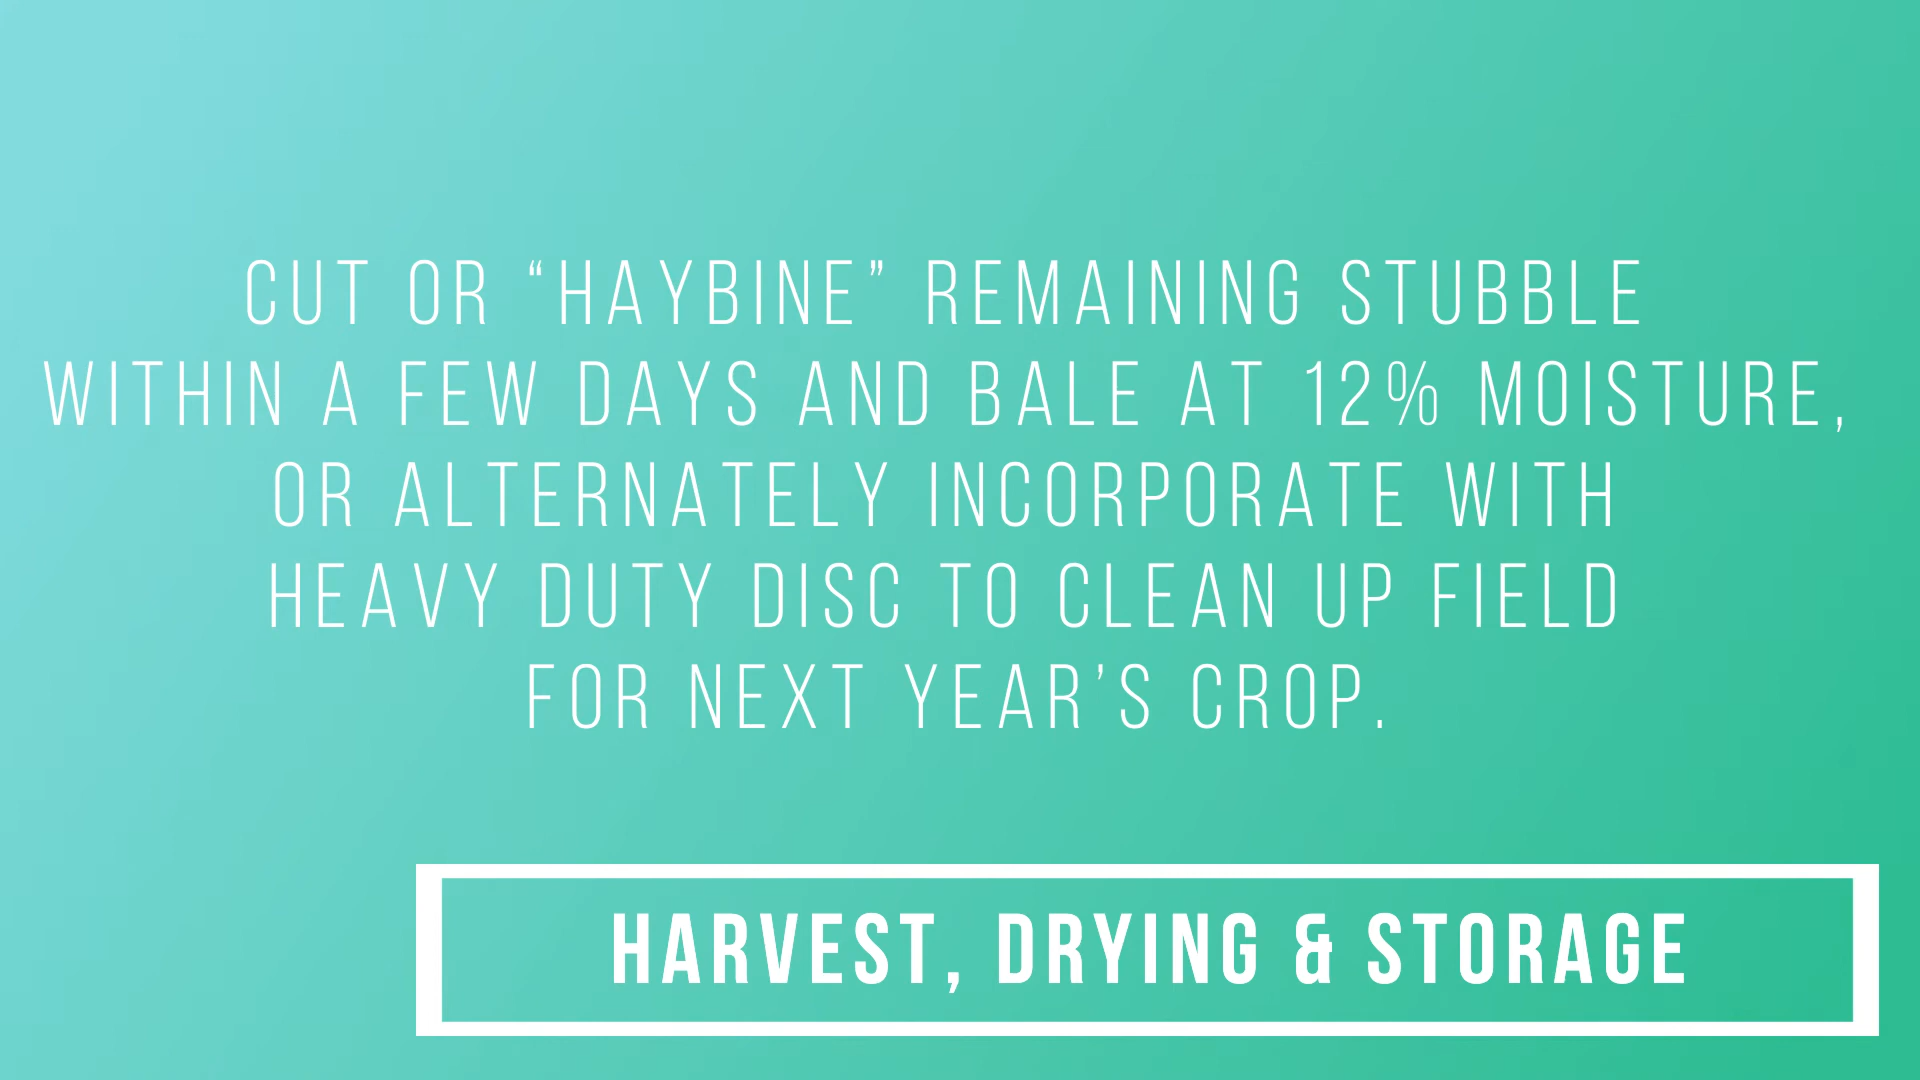 CUT OR “HAYBINE” REMAINING STUBBLE
WITHIN A FEW DAYS AND BALE AT 12% MOISTURE,
OR ALTERNATELY INCORPORATE WITH
HEAVY DUTY DISC TO CLEAN UP FIELD
FOR NEXT YEAR’S CROP.
HARVEST, DRYING & STORAGE